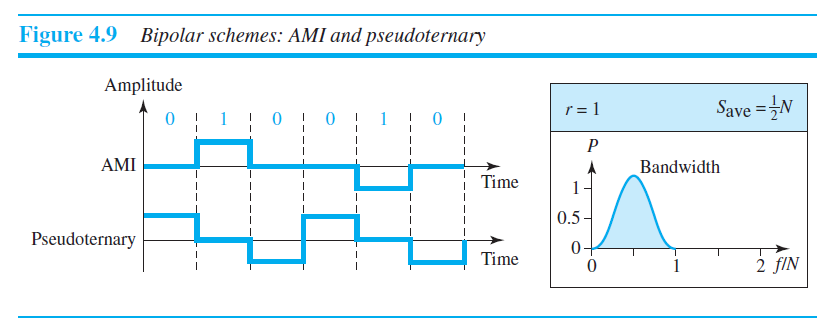 Figure 4.9 Bipolar schemes: AMI and pseudoternary
Amplitude
0 1 0 0 1 0
AMI
Time
Pseudoternary
Time
r = 1 Save = 1/2 N
P
Bandwidth
1
0.5
0
0 1 2 f/N